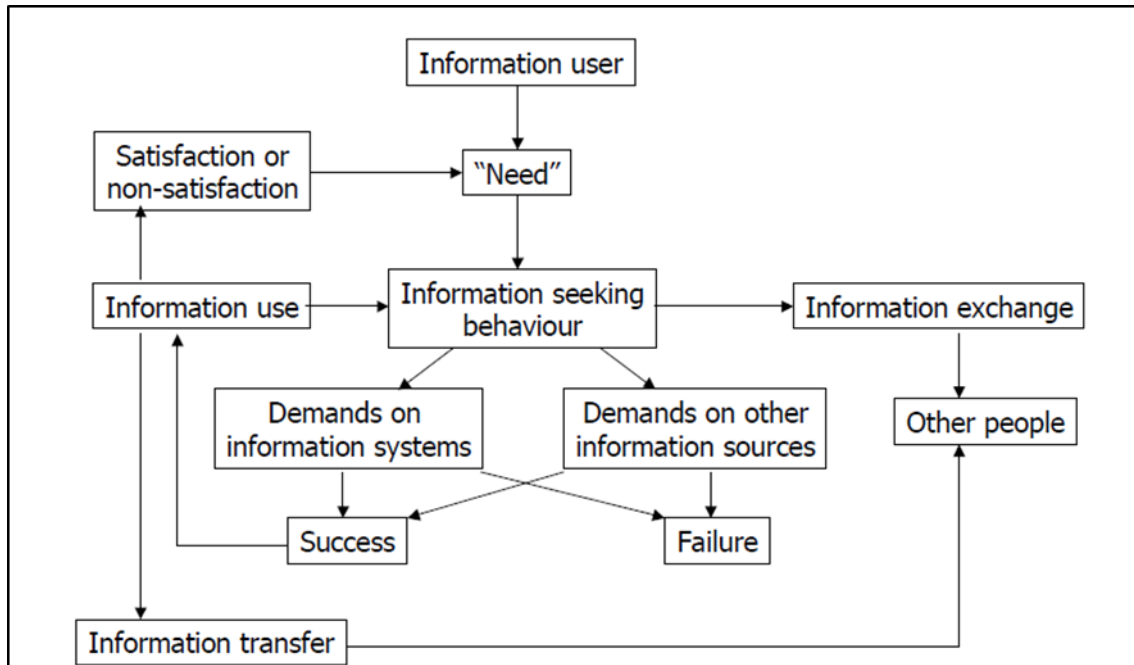 Information user
Satisfaction or
non-satisfaction
“Need”
Information use
Information seeking
behaviour
Information exchange
Demands on
information systems
Demands on other
information sources
Other people
Success
Failure
Information transfer